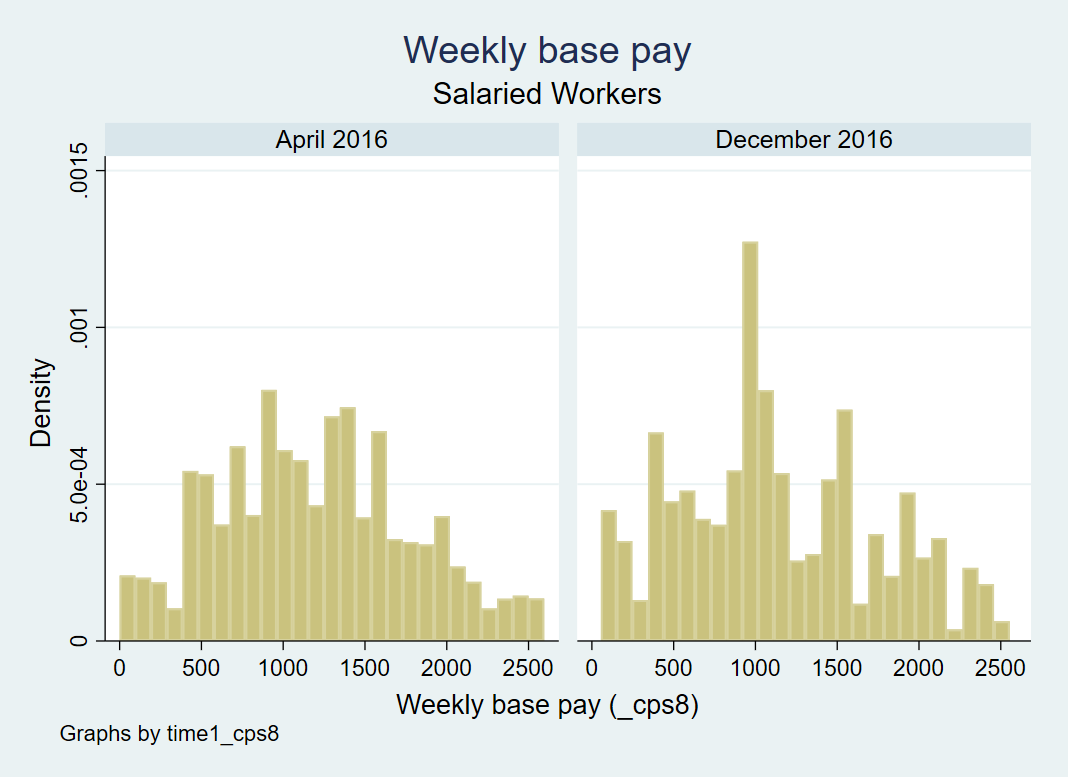 Weekly base pay
Salaried Workers
April 2016
December 2016
.0015
.001
5.0e-04
0
Density
0 500 1000 1500 2000 2500
0 500 1000 1500 2000 2500
Weekly base pay (_cps8)
Graphs by time1_cps8